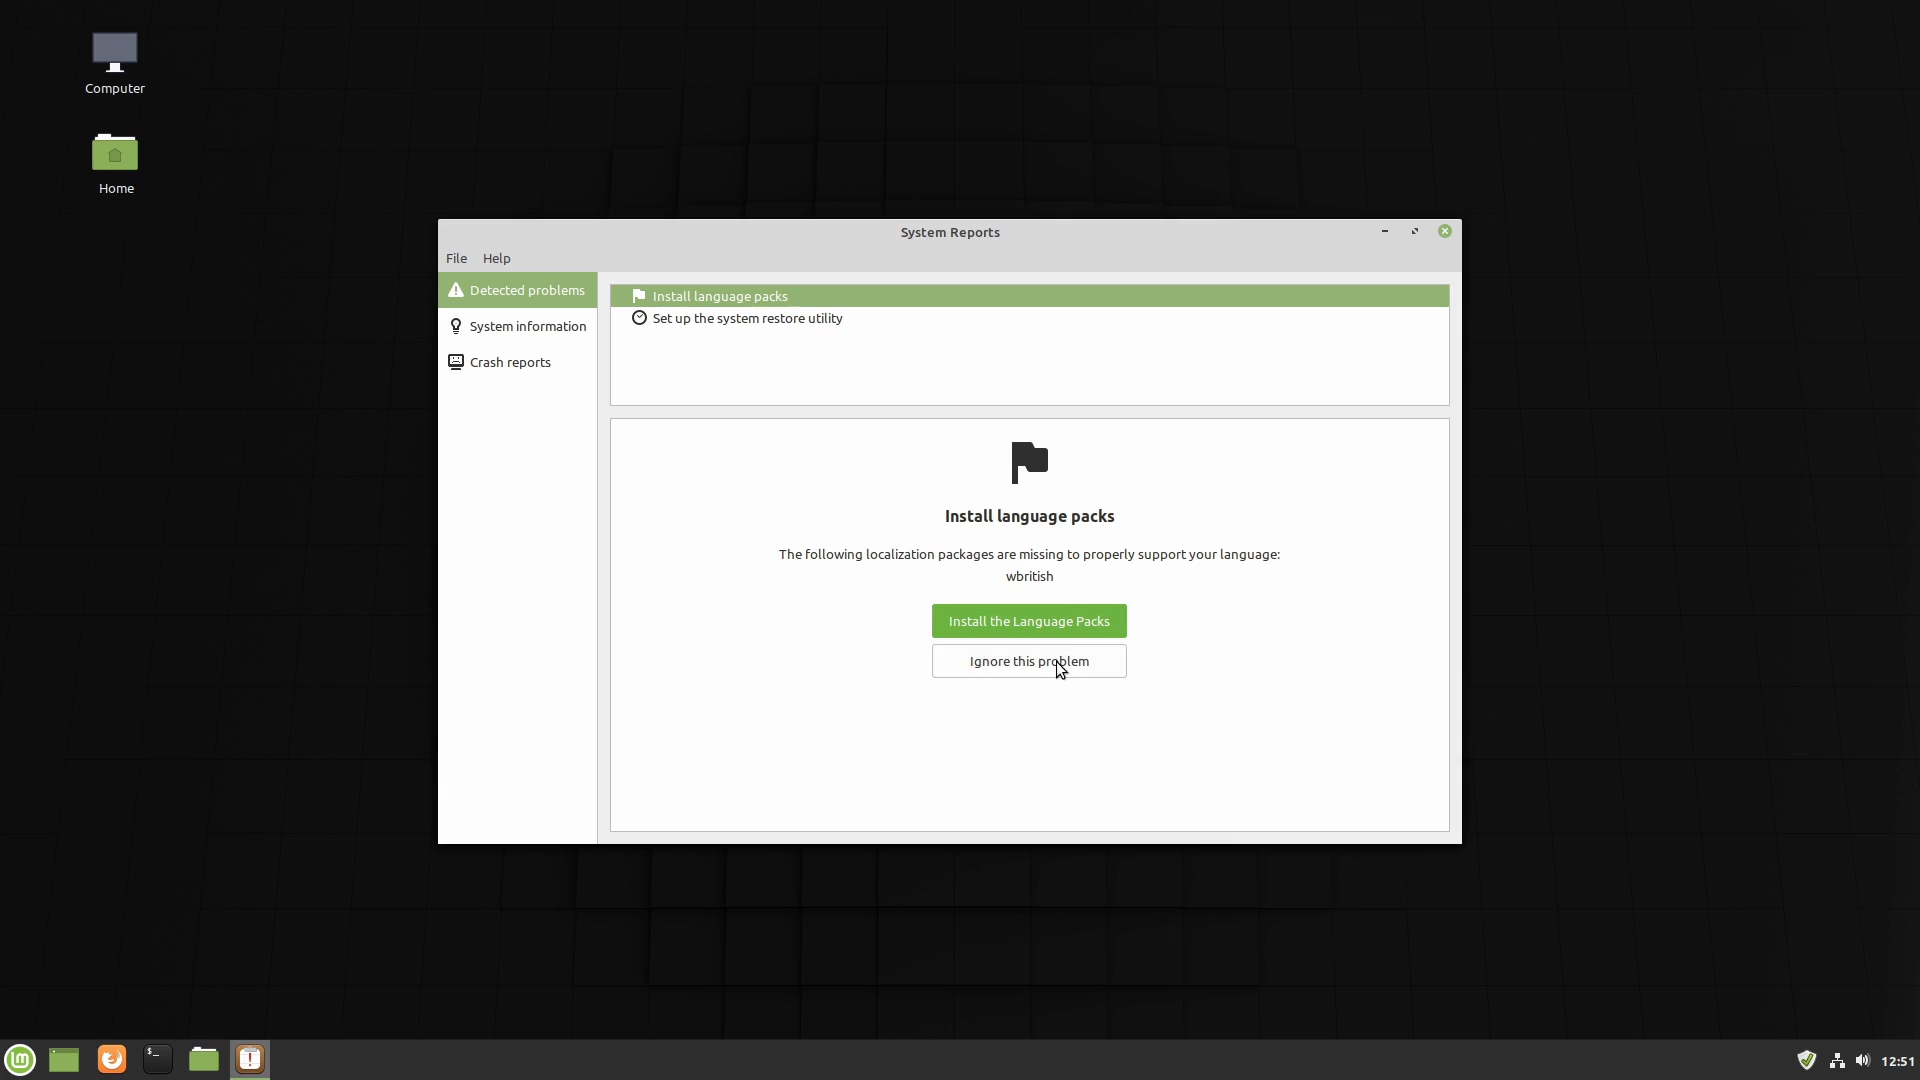 Computer
Home
System Reports
File Help
Detected problems
System information
Crash reports
Install language packs
Set up the system restore utility
Install language packs
The following localization packages are missing to properly support your language:
wbritish
Install the Language Packs
Ignore this problem
lm
$_
12:51